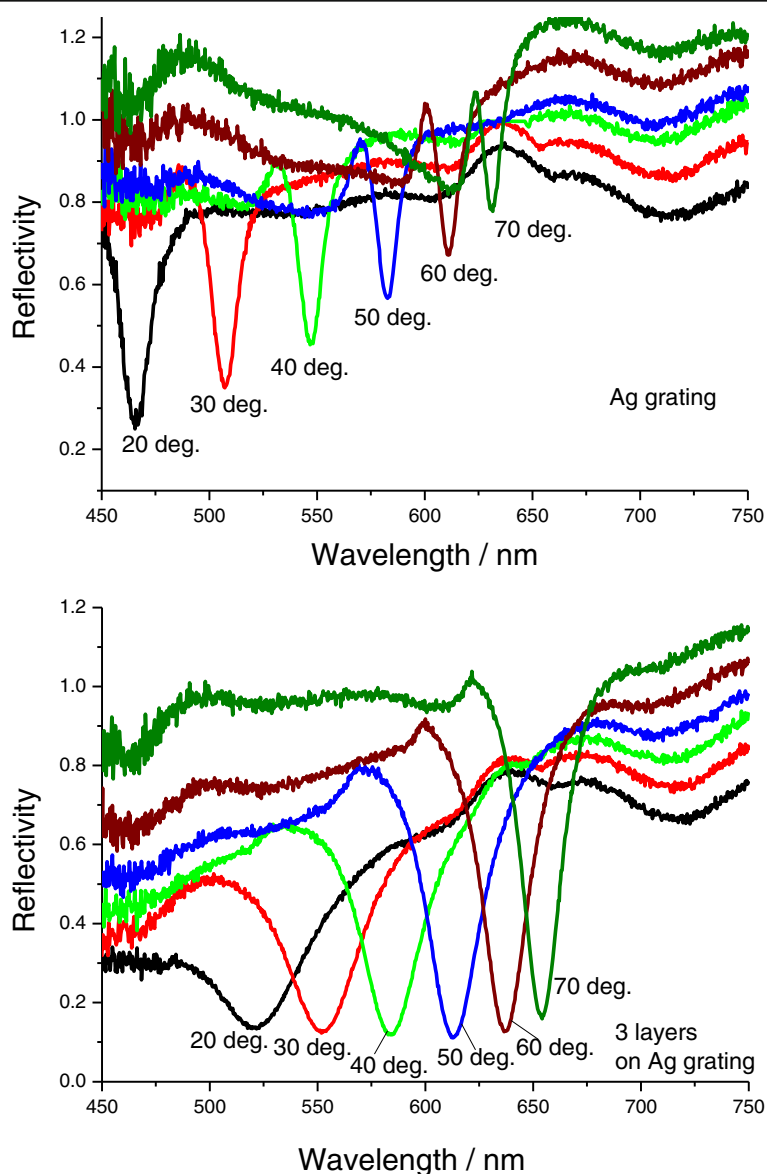 1.2
1.0
0.8
0.6
0.4
0.2
Reflectivity
70 deg.
60 deg.
50 deg.
40 deg.
30 deg.
20 deg.
Ag grating
450 500 550 600 650 700 750
Wavelength / nm
1.2
1.0
0.8
0.6
0.4
0.2
0.0
Reflectivity
20 deg.
30 deg.
40 deg.
50 deg.
60 deg.
70 deg.
3 layers
on Ag grating
450 500 550 600 650 700 750
Wavelength / nm